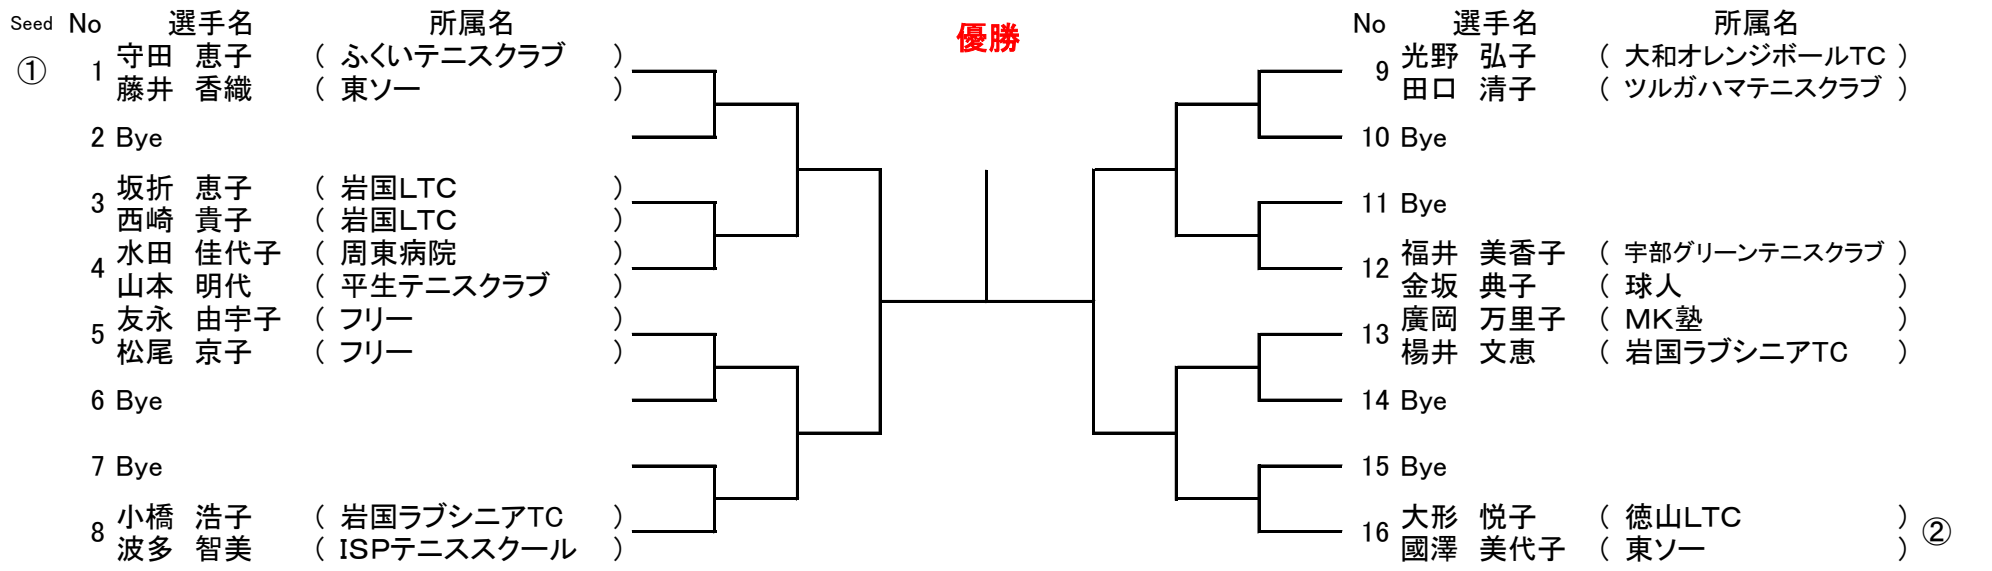 Seed No 選手名 所属名
優勝
① 1 守田 恵子 ( ふくいテニスクラブ )
藤井 香織 ( 東ソー )
2 Bye
3 坂折 恵子 ( 岩国LTC )
西崎 貴子 ( 岩国LTC )
4 水田 佳代子 ( 周東病院 )
山本 明代 ( 平生テニスクラブ )
5 友永 由宇子 ( フリー )
松尾 京子 ( フリー )
6 Bye
7 Bye
8 小橋 浩子 ( 岩国ラブシニアTC )
波多 智美 ( ISPテニススクール )
No 選手名 所属名
9 光野 弘子 ( 大和オレンジボールTC )
田口 清子 ( ツルガハマテニスクラブ )
10 Bye
11 Bye
12 福井 美香子 ( 宇部グリーンテニスクラブ )
金坂 典子 ( 球人 )
13 廣岡 万里子 ( MK塾 )
楊井 文恵 ( 岩国ラブシニアTC )
14 Bye
15 Bye
16 大形 悦子 ( 徳山LTC ) ②
國澤 美代子 ( 東ソー )